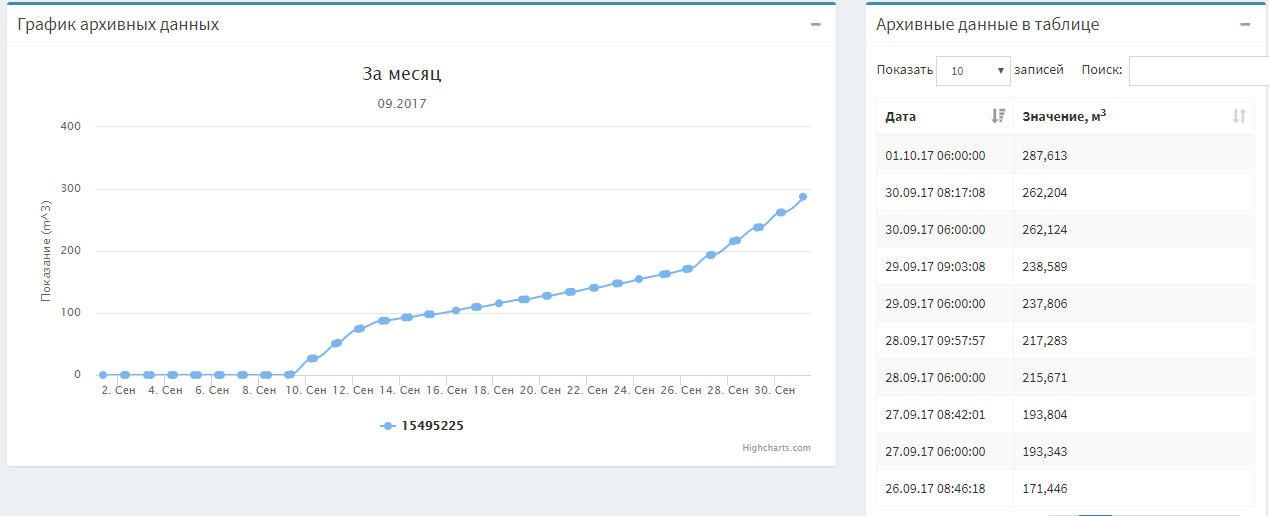 График архивных данных
За месяц
09.2017
400
300
200
100
0
Показание (m^3)
2. Сен 4. Сен 6. Сен 8. Сен 10. Сен 12. Сен 14. Сен 16. Сен 18. Сен 20. Сен 22. Сен 24. Сен 26. Сен 28. Сен 30. Сен
15495225
Highcharts.com
Архивные данные в таблице
Показать 10 записей Поиск:
Дата Значение, м³
01.10.17 06:00:00 287,613
30.09.17 08:17:08 262,204
30.09.17 06:00:00 262,124
29.09.17 09:03:08 238,589
29.09.17 06:00:00 237,806
28.09.17 09:57:57 217,283
28.09.17 06:00:00 215,671
27.09.17 08:42:01 193,804
27.09.17 06:00:00 193,343
26.09.17 08:46:18 171,446